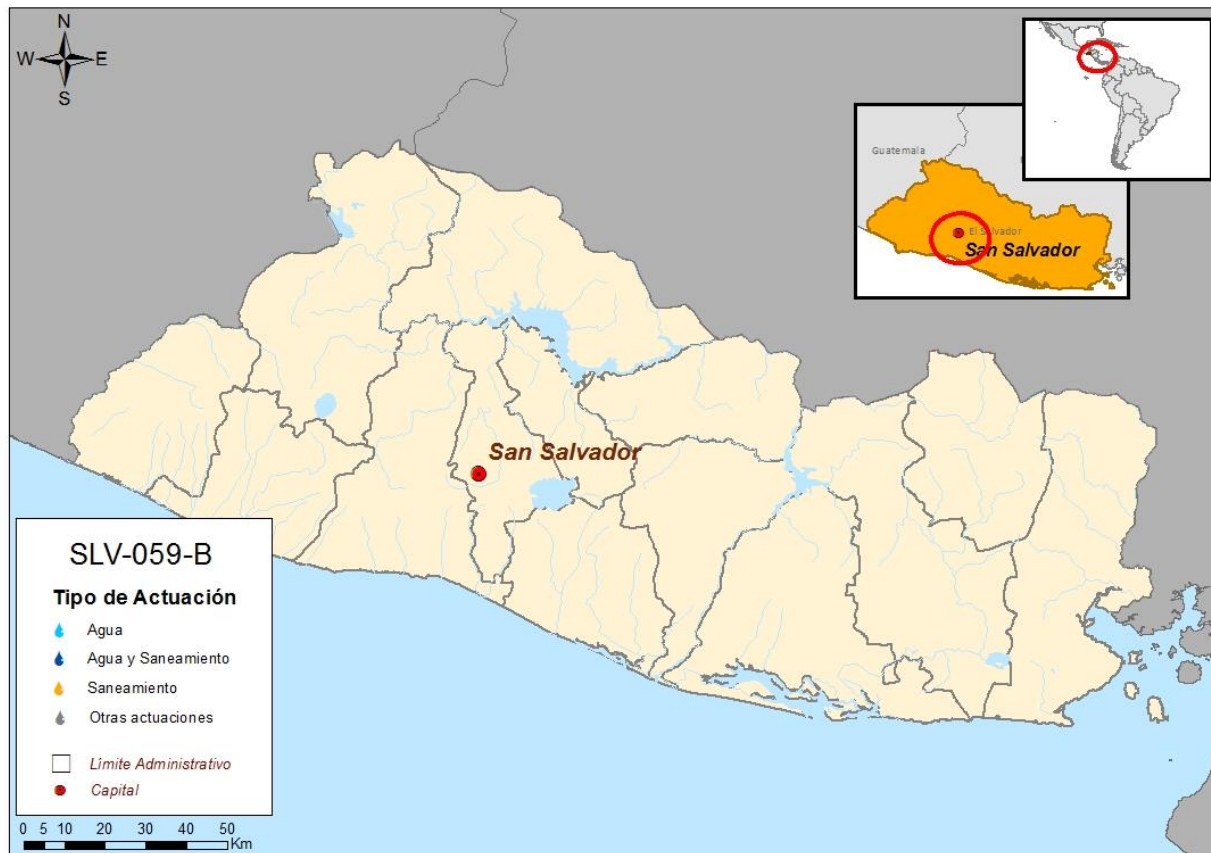 N
W E
S
Guatemala
El Salvador
San Salvador
San Salvador
SLV-059-B
Tipo de Actuación
Agua
Agua y Saneamiento
Saneamiento
Otras actuaciones
Límite Administrativo
Capital
0 5 10 20 30 40 50
Km